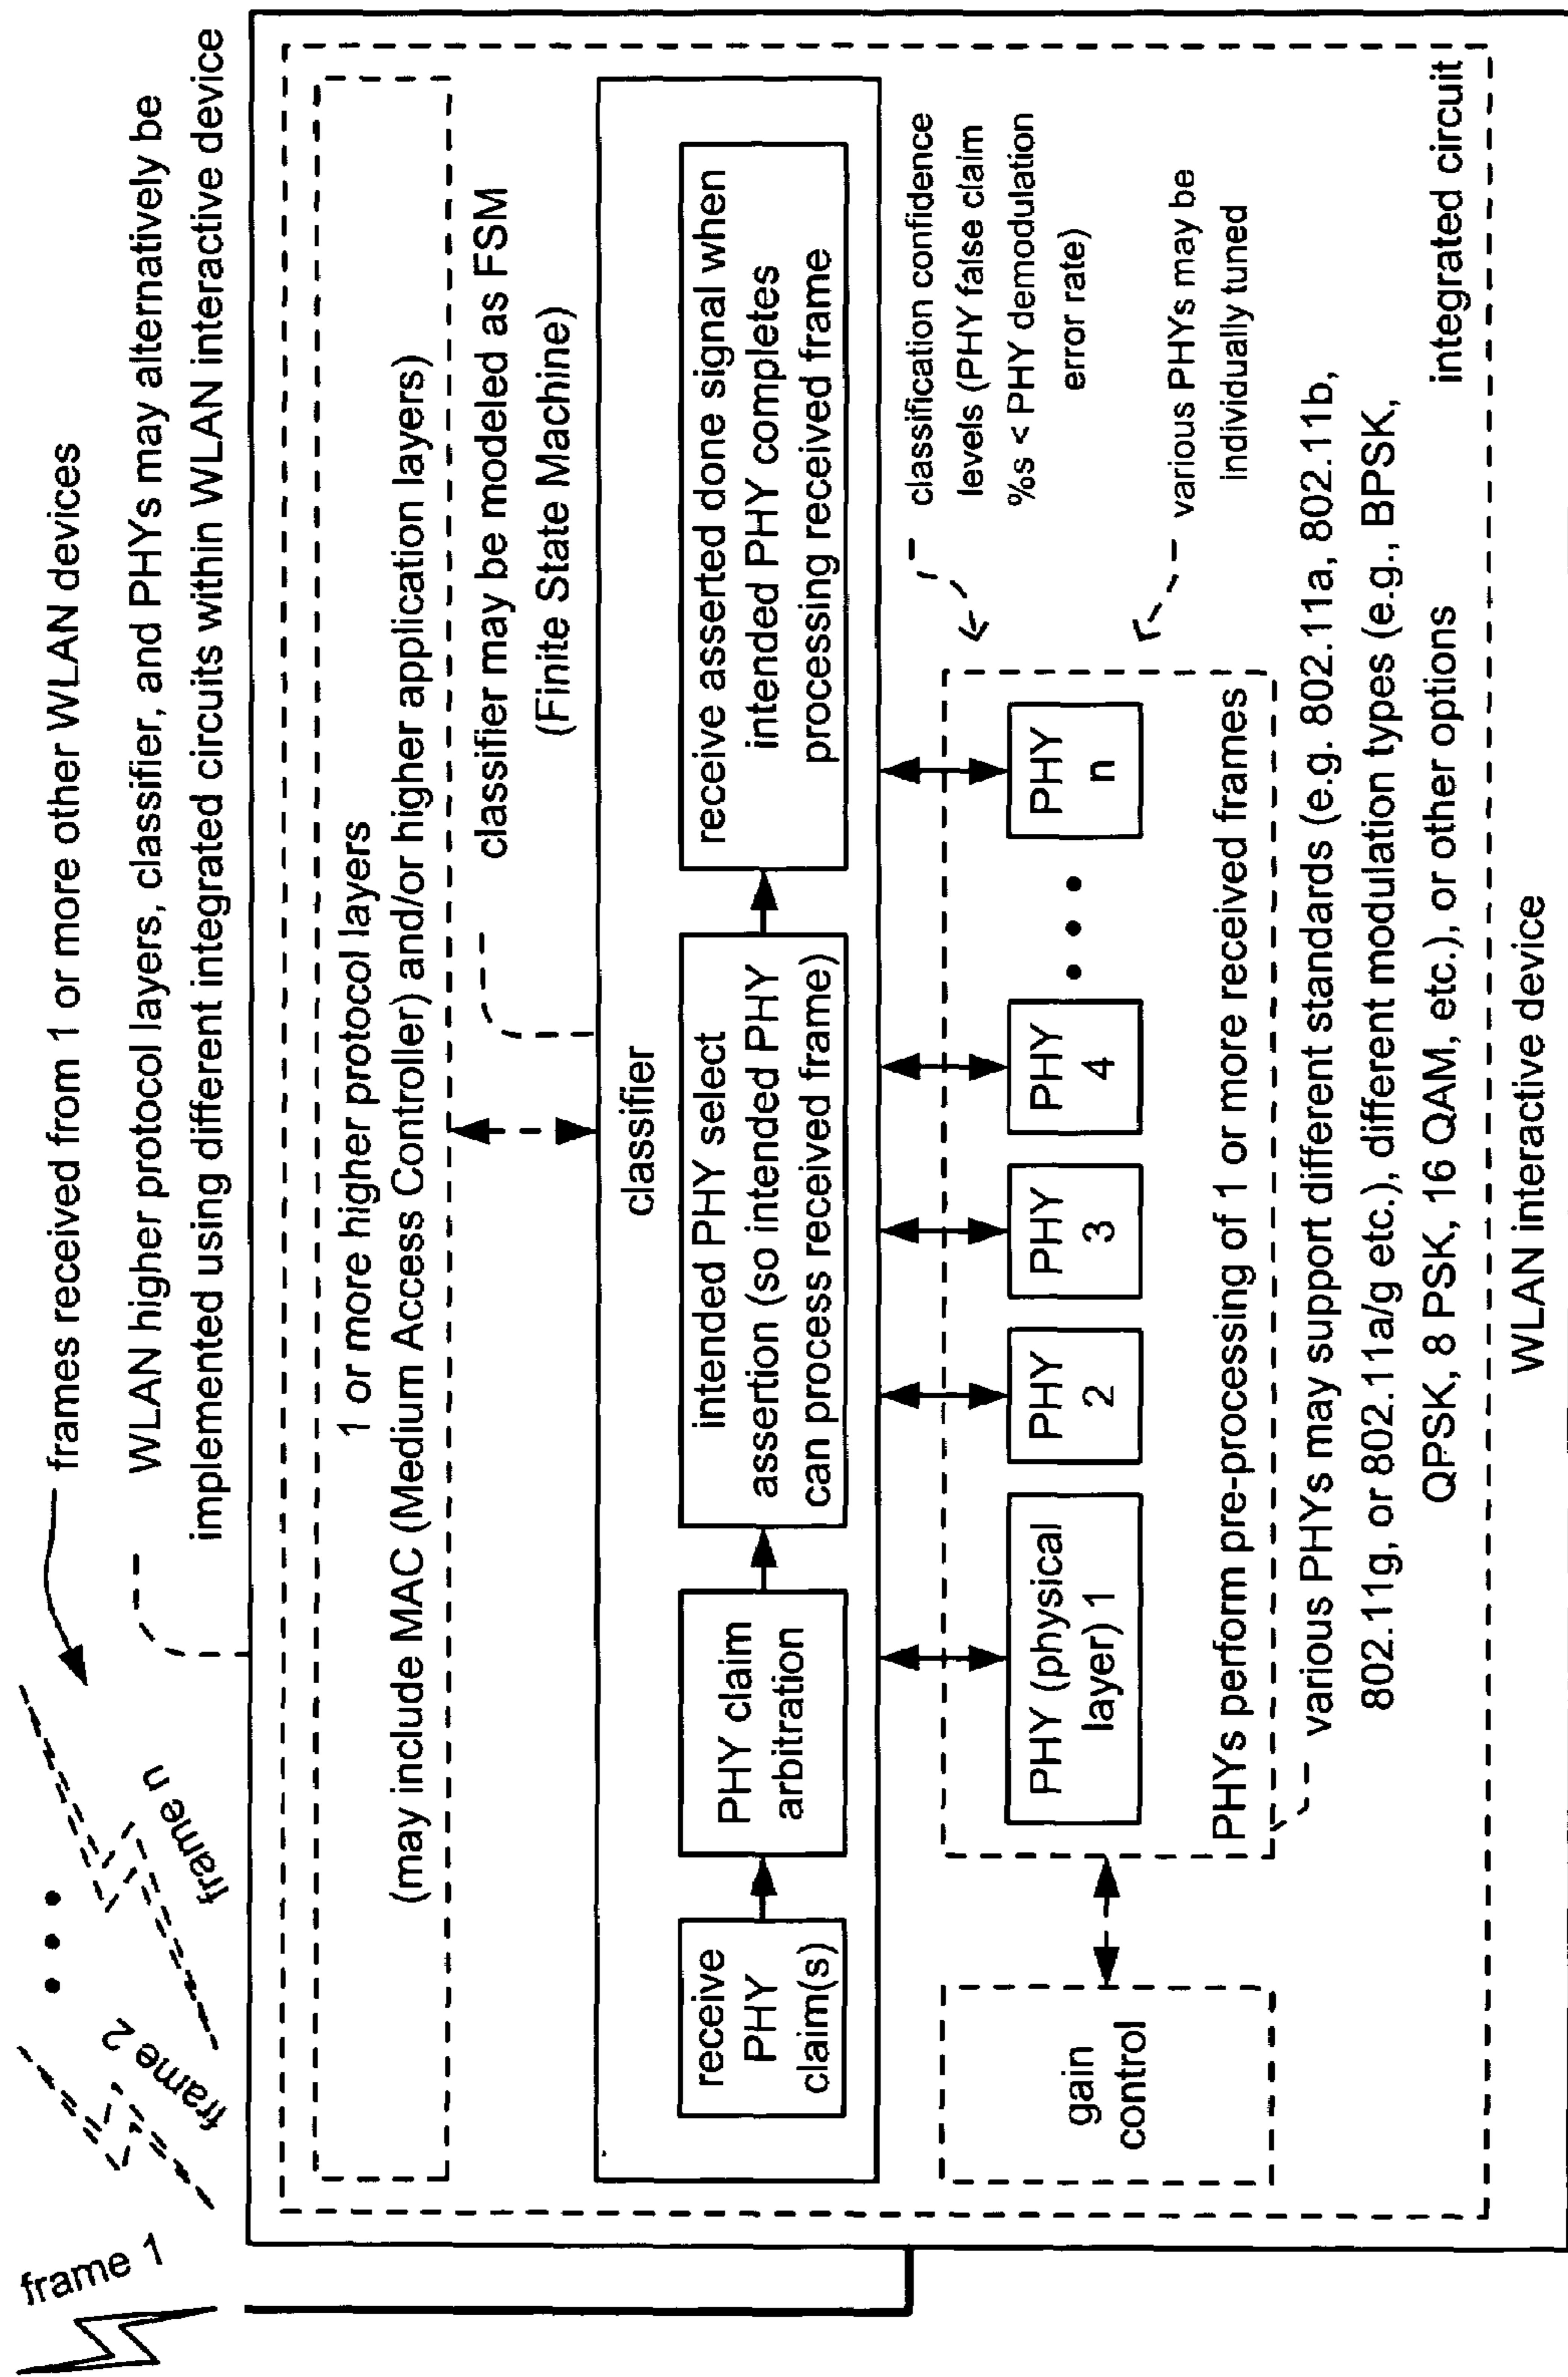 frame 1
frame 2
frame n
frames received from 1 or more other WLAN devices
WLAN higher protocol layers, classifier, and PHYs may alternatively be
implemented using different integrated circuits within WLAN interactive device
1 or more higher protocol layers
(may include MAC (Medium Access Controller) and/or higher application layers)
classifier may be modeled as FSM
(Finite State Machine)
classifier
receive
PHY
claim(s)
PHY claim
arbitration
intended PHY select
assertion (so intended PHY
can process received frame)
receive asserted done signal when
intended PHY completes
processing received frame
classification confidence
levels (PHY false claim
%s < PHY demodulation
error rate)
various PHYs may be
individually tuned
gain
control
PHY (physical
layer) 1
PHY
2
PHY
3
PHY
4
PHY
n
PHYs perform pre-processing of 1 or more received frames
various PHYs may support different standards (e.g. 802.11a, 802.11b,
802.11g, or 802.11a/g etc.), different modulation types (e.g., BPSK,
QPSK, 8 PSK, 16 QAM, etc.), or other options
integrated circuit
WLAN interactive device